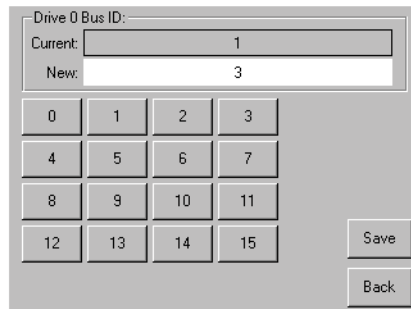 Drive 0 Bus ID:
Current: 1
New: 3
0 1 2 3
4 5 6 7
8 9 10 11
12 13 14 15
Save
Back